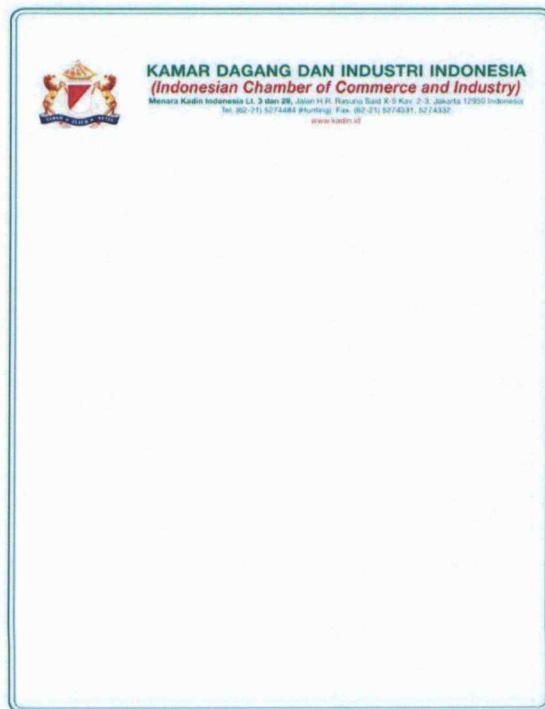 KAMAR DAGANG DAN INDUSTRI INDONESIA
(Indonesian Chamber of Commerce and Industry)
Menara Kadin Indonesia Lt. 3 dan 29, Jalan H.R. Rasuna Said X-5 Kav. 2-3, Jakarta 12950 Indonesia
Tel. (62-21) 5274484 (Hunting) Fax. (62-21) 5274331, 5274332
www.kadin.id